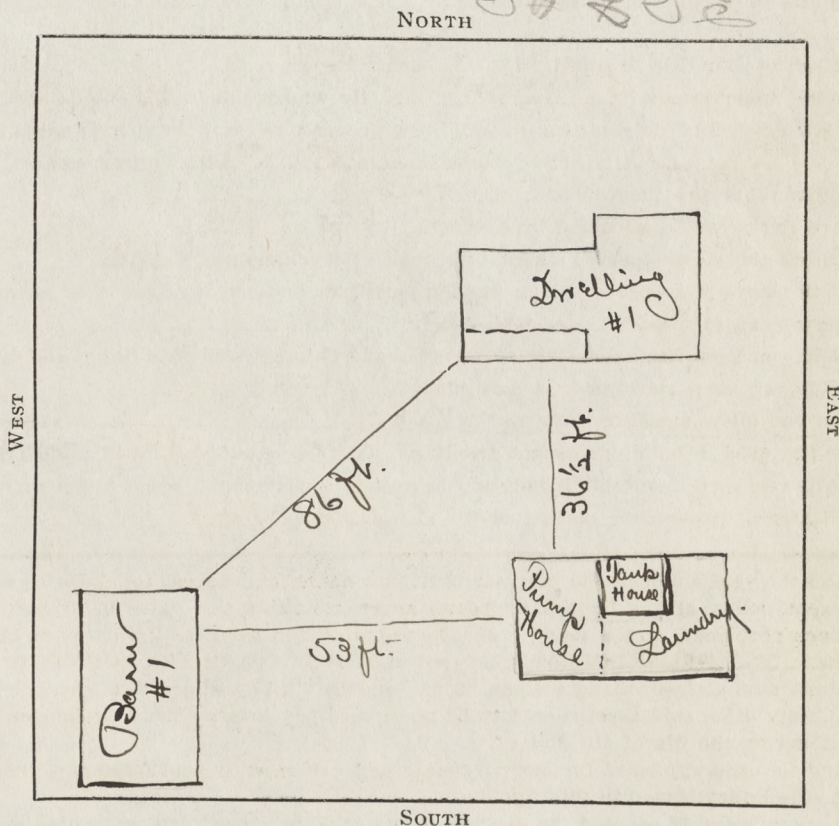 NORTH
Dwelling
#1
WEST
EAST
86 ft.
36½ ft.
Pump
House
Tank
House
Laundry.
53 ft.
Barn
#1
SOUTH